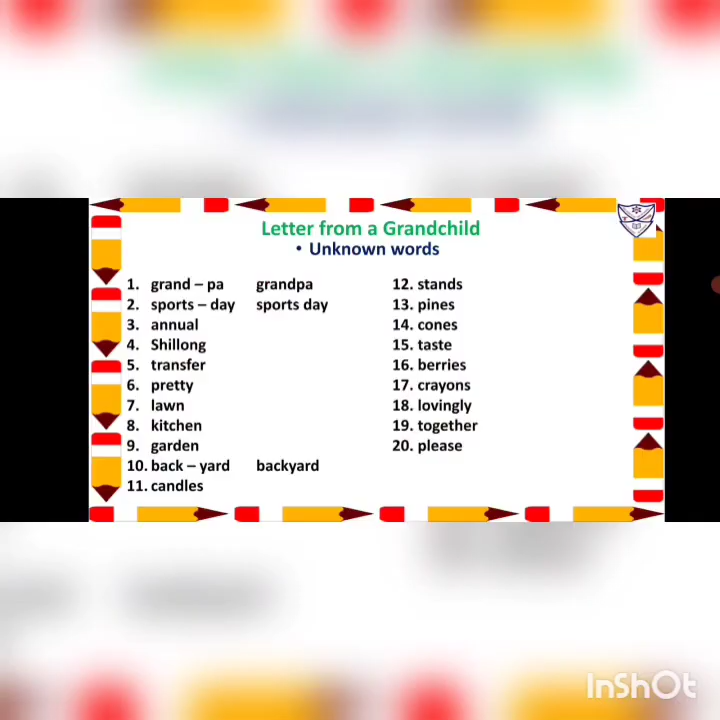 Letter from a Grandchild
• Unknown words
1. grand – pa grandpa
2. sports – day sports day
3. annual
4. Shillong
5. transfer
6. pretty
7. lawn
8. kitchen
9. garden
10. back – yard backyard
11. candles
12. stands
13. pines
14. cones
15. taste
16. berries
17. crayons
18. lovingly
19. together
20. please
InShOt